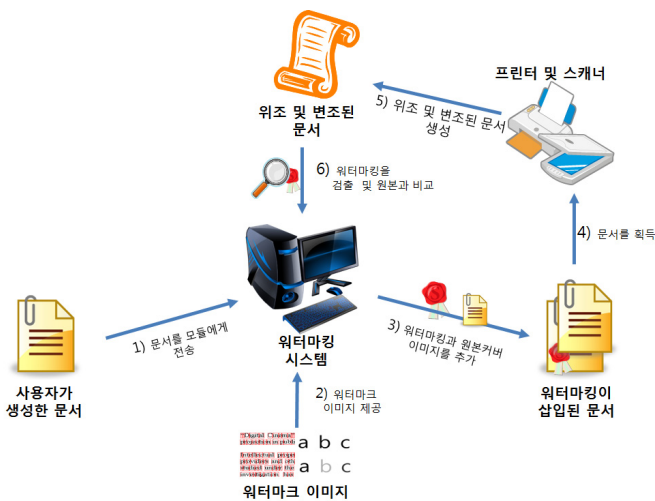 프린터 및 스캐너
위조 및 변조된
문서
5) 위조 및 변조된 문서
생성
6) 워터마킹을
검출 및 원본과 비교
4) 문서를 획득
1) 문서를 모듈에게
전송
워터마킹
시스템
3) 워터마킹과 원본커버
이미지를 추가
사용자가
생성한 문서
2) 워터마크
이미지 제공
워터마킹이
삽입된 문서
a b c
a b c
워터마크 이미지